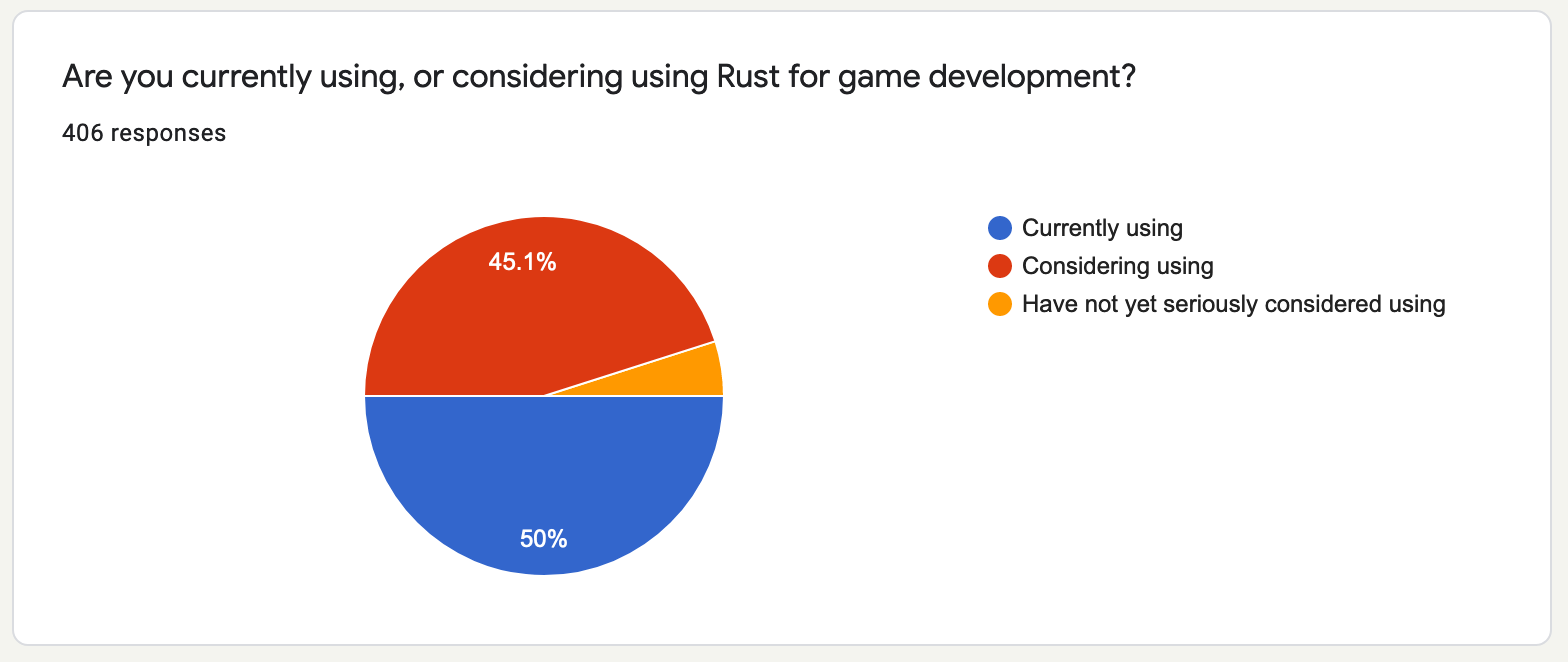 Are you currently using, or considering using Rust for game development?
406 responses
45.1%
50%
Currently using
Considering using
Have not yet seriously considered using